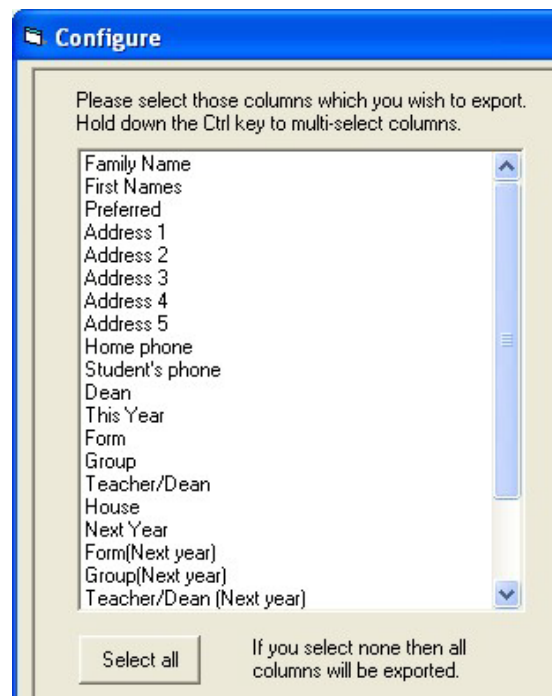 Configure
Please select those columns which you wish to export.
Hold down the Ctrl key to multi-select columns.
Family Name
First Names
Preferred
Address 1
Address 2
Address 3
Address 4
Address 5
Home phone
Student's phone
Dean
This Year
Form
Group
Teacher/Dean
House
Next Year
Form(Next year)
Group(Next year)
Teacher/Dean (Next year)
Select all
If you select none then all
columns will be exported.